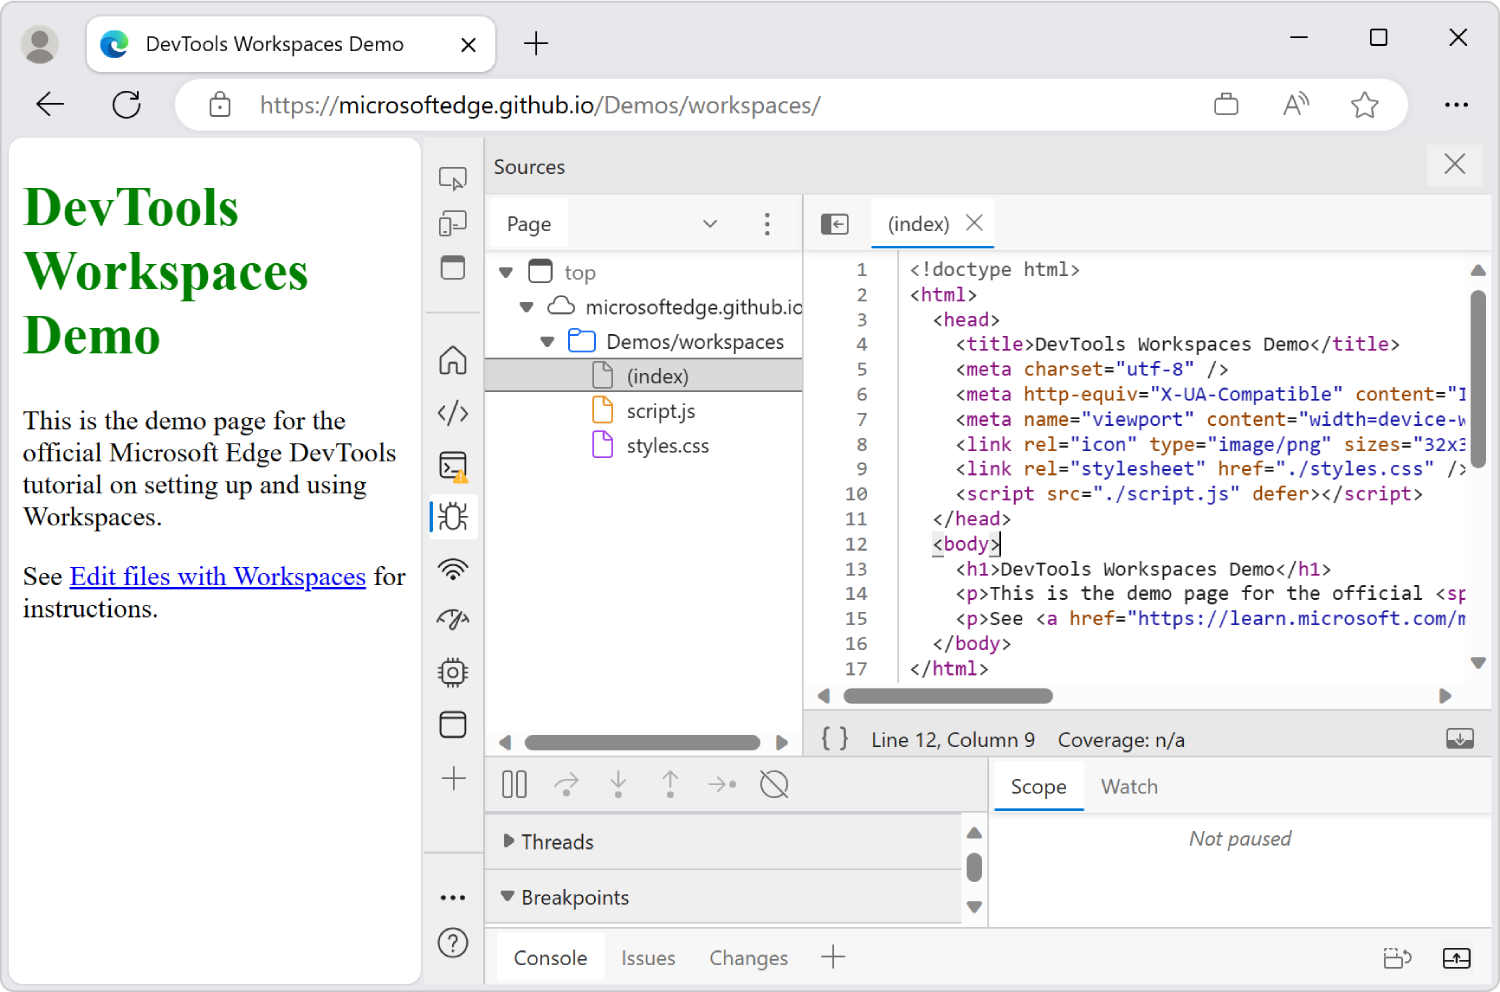 DevTools Workspaces Demo
https://microsoftedge.github.io/Demos/workspaces/
DevTools
Workspaces
Demo
This is the demo page for the
official Microsoft Edge DevTools
tutorial on setting up and using
Workspaces.
See Edit files with Workspaces for
instructions.
Sources
Page
top
microsoftedge.github.io
Demos/workspaces
(index)
script.js
styles.css
(index)
1 <!doctype html>
2 <html>
3 <head>
4 <title>DevTools Workspaces Demo</title>
5 <meta charset="utf-8" />
6 <meta http-equiv="X-UA-Compatible" content="I
7 <meta name="viewport" content="width=device-w
8 <link rel="icon" type="image/png" sizes="32x3
9 <link rel="stylesheet" href="./styles.css" />
10 <script src="./script.js" defer></script>
11 </head>
12 <body>
13 <h1>DevTools Workspaces Demo</h1>
14 <p>This is the demo page for the official <sp
15 <p>See <a href="https://learn.microsoft.com/m
16 </body>
17 </html>
{ } Line 12, Column 9 Coverage: n/a
Threads
Breakpoints
Scope Watch
Not paused
Console Issues Changes